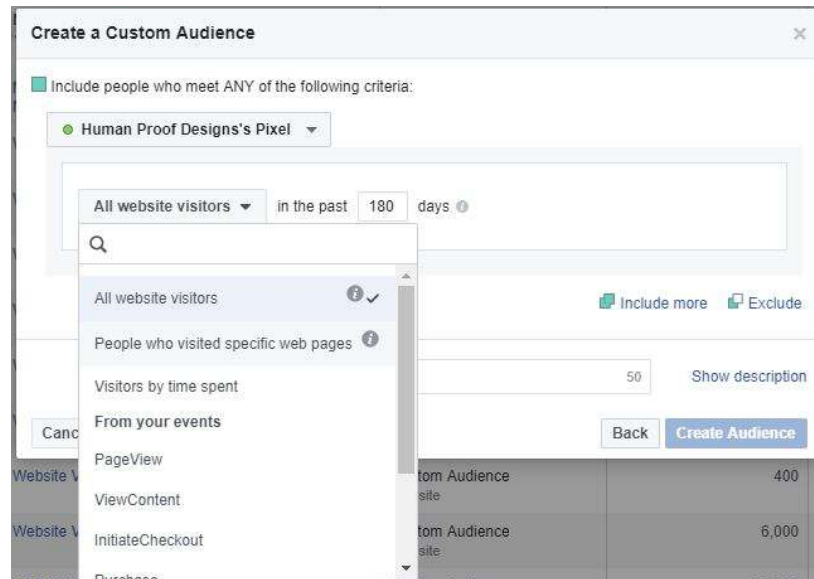 Create a Custom Audience
Include people who meet ANY of the following criteria:
Human Proof Designs's Pixel
All website visitors in the past 180 days
All website visitors
Include more Exclude
People who visited specific web pages
Visitors by time spent
50 Show description
From your events
Canc Back Create Audience
PageView
Website V tom Audience 400
site
ViewContent
Website V tom Audience 6,000
InitiateCheckout
site
Purchase